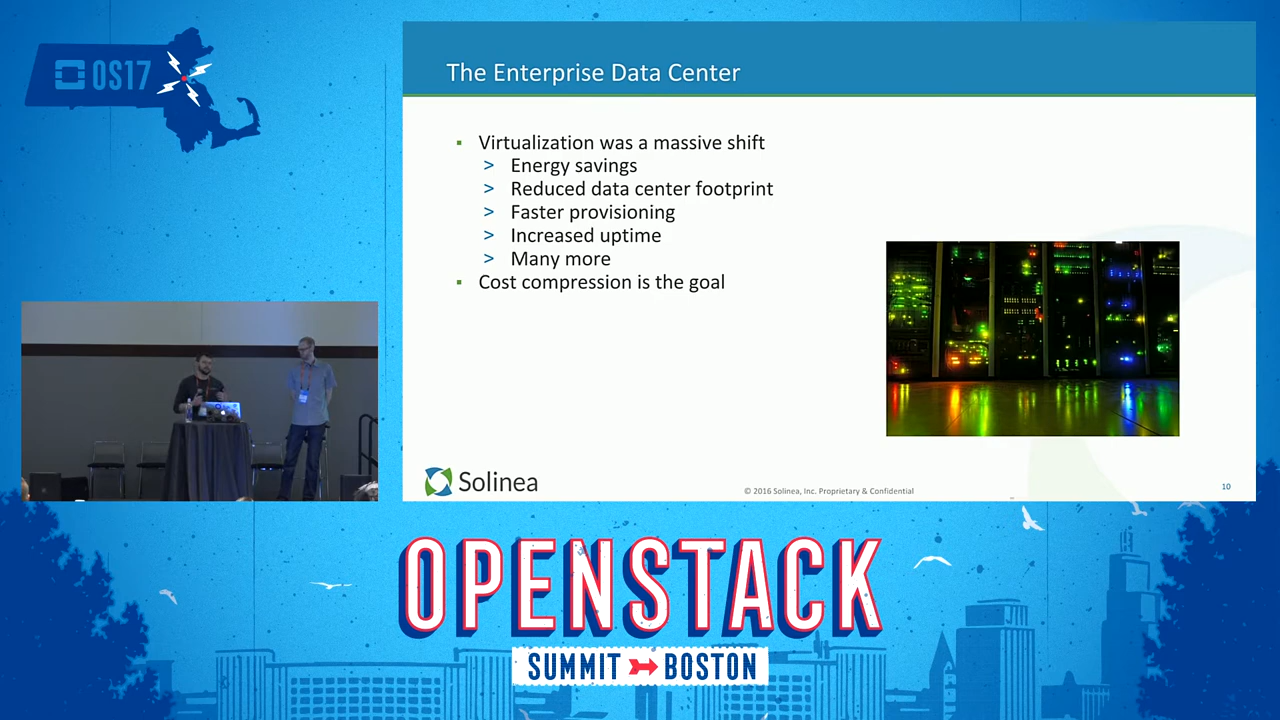 OS17
The Enterprise Data Center
▪ Virtualization was a massive shift
> Energy savings
> Reduced data center footprint
> Faster provisioning
> Increased uptime
> Many more
▪ Cost compression is the goal
Solinea
© 2016 Solinea, Inc. Proprietary & Confidential
10
OPENSTACK
SUMMIT BOSTON